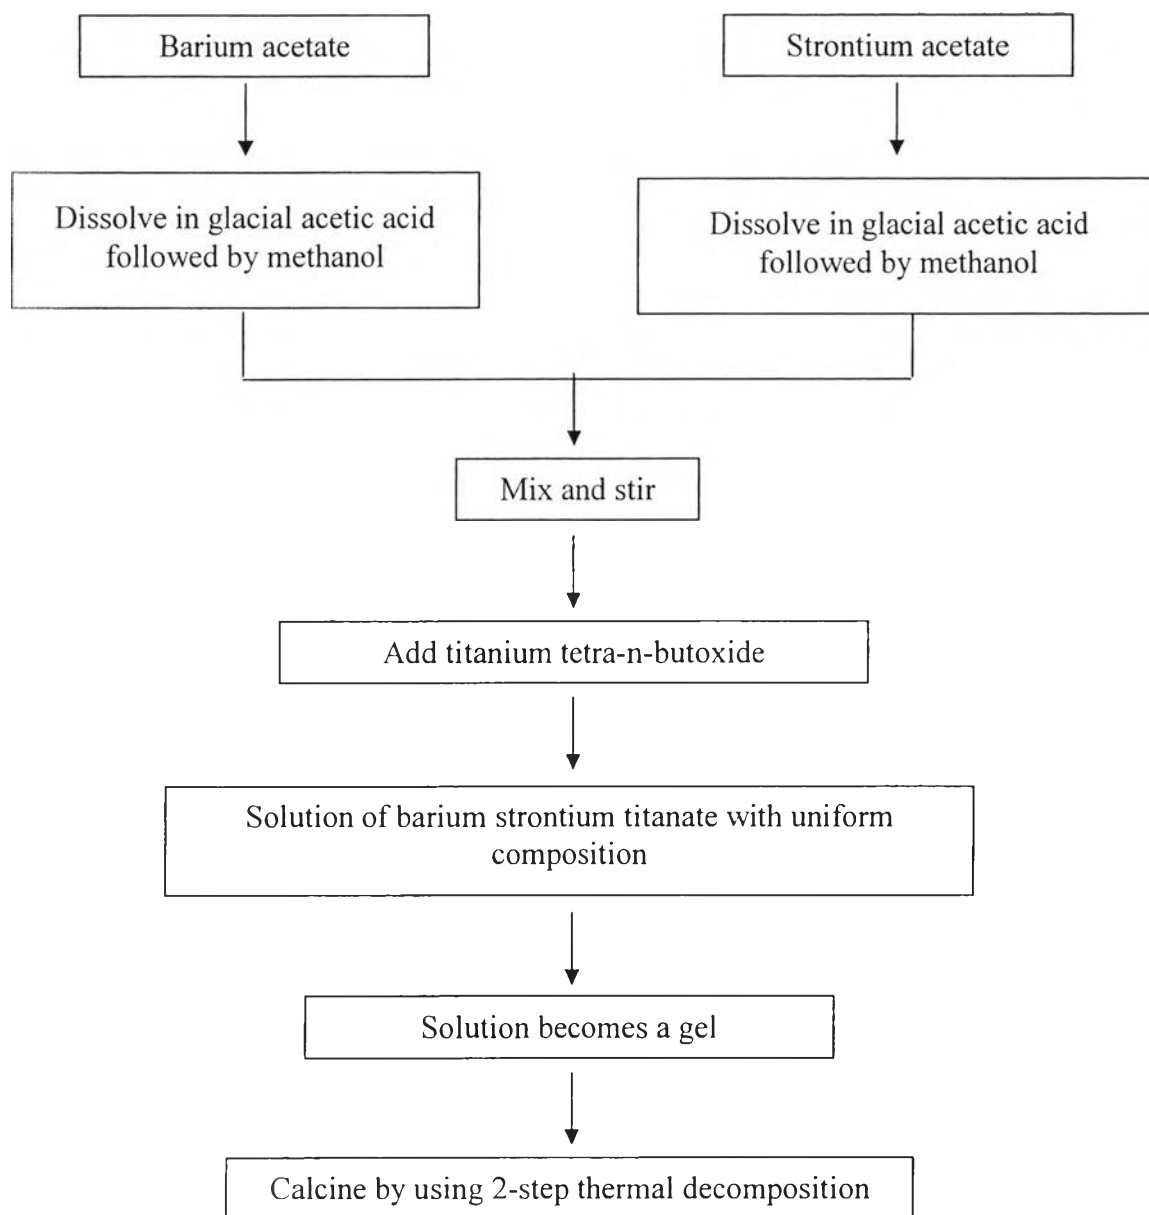 Barium acetate
Strontium acetate
Dissolve in glacial acetic acid
followed by methanol
Dissolve in glacial acetic acid
followed by methanol
Mix and stir
Add titanium tetra-n-butoxide
Solution of barium strontium titanate with uniform
composition
Solution becomes a gel
Calcine by using 2-step thermal decomposition